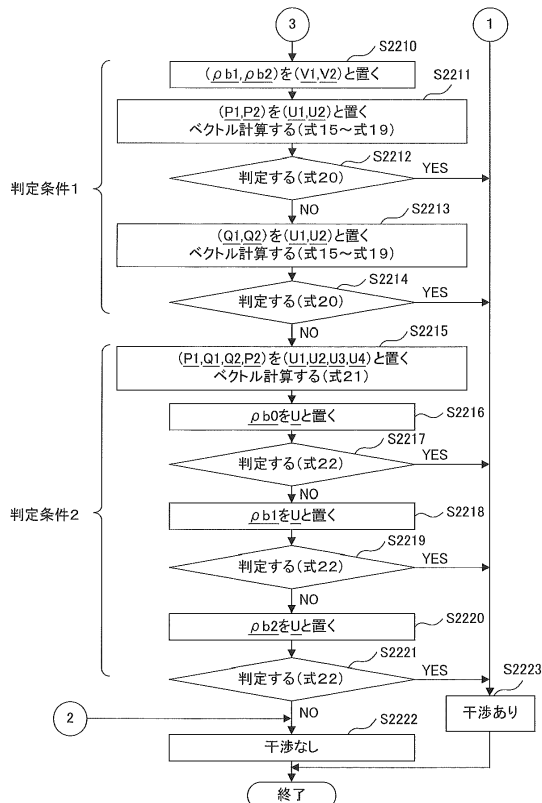 3
1
S2210
(ρb1,ρb2)を(V1,V2)と置く
S2211
(P1,P2)を(U1,U2)と置く
ベクトル計算する(式15～式19)
S2212
判定する(式20)
YES
判定条件1
NO
S2213
(Q1,Q2)を(U1,U2)と置く
ベクトル計算する(式15～式19)
S2214
判定する(式20)
YES
NO
S2215
(P1,Q1,Q2,P2)を(U1,U2,U3,U4)と置く
ベクトル計算する(式21)
S2216
ρb0をUと置く
S2217
判定する(式22)
YES
NO
S2218
ρb1をUと置く
判定条件2
S2219
判定する(式22)
YES
NO
S2220
ρb2をUと置く
S2221
判定する(式22)
YES
S2223
干渉あり
NO
2
S2222
干渉なし
終了